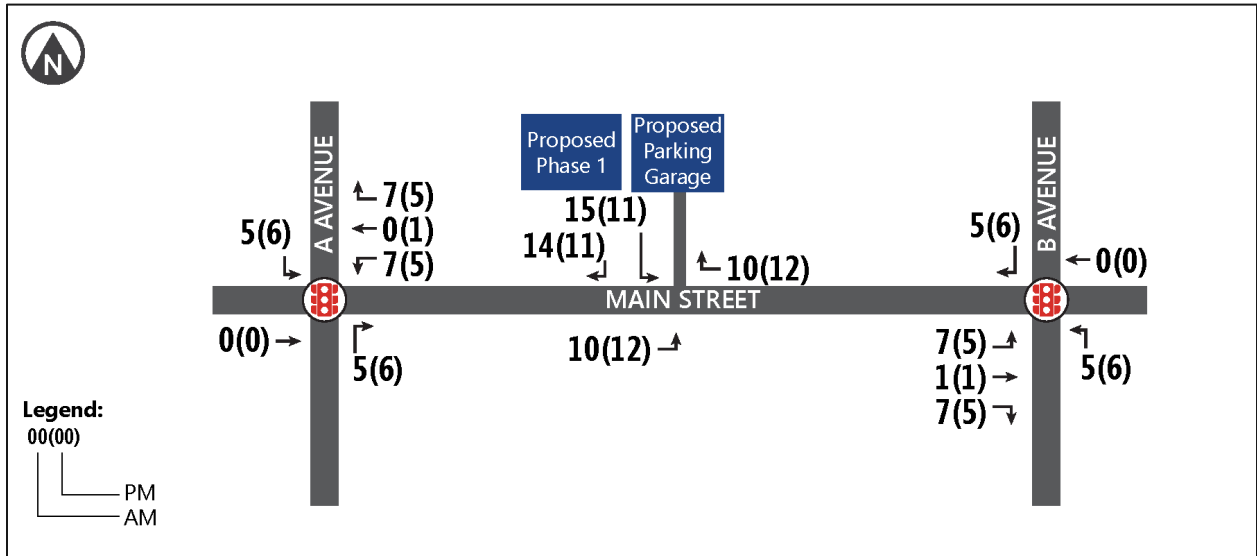 N
A AVENUE
Proposed
Phase 1
Proposed
Parking
Garage
B AVENUE
7(5)
0(1)
7(5)
5(6)
15(11)
14(11)
10(12)
5(6)
0(0)
MAIN STREET
0(0)
5(6)
10(12)
7(5)
1(1)
7(5)
5(6)
Legend:
00(00)
PM
AM